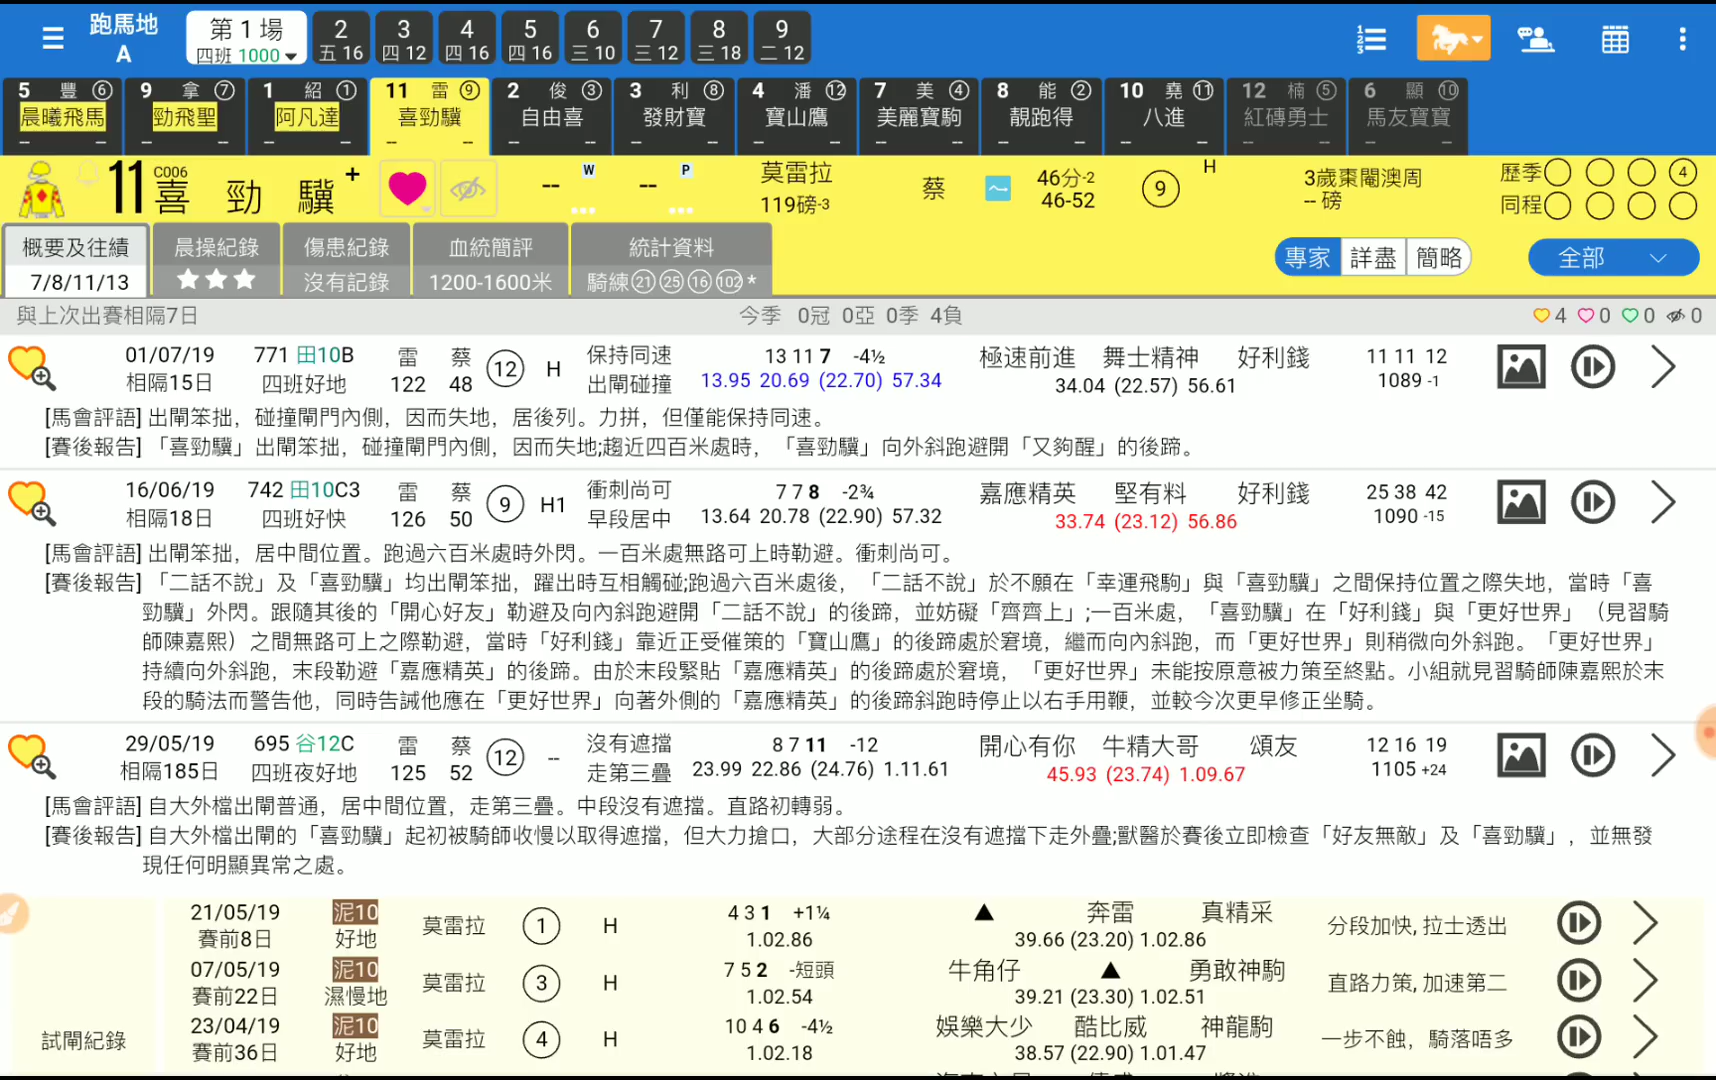 跑馬地 A
第 1 場 四班 1000
2 五 16
3 四 12
4 四 16
5 四 16
6 三 10
7 三 12
8 三 18
9 二 12
5 豐 ⑥ 晨曦飛馬 -- --
9 拿 ⑦ 勁飛聖 -- --
1 紹 ① 阿凡達 -- --
11 雷 ⑨ 喜勁驥 -- --
2 俊 ③ 自由喜 -- --
3 利 ⑧ 發財寶 -- --
4 潘 ⑫ 寶山鷹 -- --
7 美 ④ 美麗寶駒 -- --
8 能 ② 靚跑得 -- --
10 堯 ⑪ 八進 -- --
12 楠 ⑤ 紅磚勇士 -- --
6 顯 ⑩ 馬友寶寶 -- --
11 C006 喜勁驥 +
-- W -- P
莫雷拉 119磅-3
蔡
46分-2 46-52
⑨ H
3歲棗閹澳周 -- 磅
歷季 ④
同程
概要及往績 7/8/11/13
晨操紀錄 ★★★
傷患紀錄 沒有記錄
血統簡評 1200-1600米
統計資料 騎練 21 25 16 102 *
專家 詳盡 簡略
全部
與上次出賽相隔7日 今季 0冠 0亞 0季 4負 4 0 0 0
01/07/19 771 田10B 雷 蔡 ⑫ H 保持同速 13 11 7 -4½ 極速前進 舞士精神 好利錢 11 11 12
相隔15日 四班好地 122 48 出閘碰撞 13.95 20.69 (22.70) 57.34 34.04 (22.57) 56.61 1089 -1
[馬會評語] 出閘笨拙，碰撞閘門內側，因而失地，居後列。力拼，但僅能保持同速。
[賽後報告] 「喜勁驥」出閘笨拙，碰撞閘門內側，因而失地;趨近四百米處時，「喜勁驥」向外斜跑避開「又夠醒」的後蹄。
16/06/19 742 田10C3 雷 蔡 ⑨ H1 衝刺尚可 7 7 8 -2¾ 嘉應精英 堅有料 好利錢 25 38 42
相隔18日 四班好快 126 50 早段居中 13.64 20.78 (22.90) 57.32 33.74 (23.12) 56.86 1090 -15
[馬會評語] 出閘笨拙，居中間位置。跑過六百米處時外閃。一百米處無路可上時勒避。衝刺尚可。
[賽後報告] 「二話不說」及「喜勁驥」均出閘笨拙，躍出時互相觸碰;跑過六百米處後，「二話不說」於不願在「幸運飛駒」與「喜勁驥」之間保持位置之際失地，當時「喜
勁驥」外閃。跟隨其後的「開心好友」勒避及向內斜跑避開「二話不說」的後蹄，並妨礙「齊齊上」;一百米處，「喜勁驥」在「好利錢」與「更好世界」（見習騎
師陳嘉熙）之間無路可上之際勒避，當時「好利錢」靠近正受催策的「寶山鷹」的後蹄處於窘境，繼而向內斜跑，而「更好世界」則稍微向外斜跑。「更好世界」
持續向外斜跑，末段勒避「嘉應精英」的後蹄。由於末段緊貼「嘉應精英」的後蹄處於窘境，「更好世界」未能按原意被力策至終點。小組就見習騎師陳嘉熙於末
段的騎法而警告他，同時告誡他應在「更好世界」向著外側的「嘉應精英」的後蹄斜跑時停止以右手用鞭，並較今次更早修正坐騎。
29/05/19 695 谷12C 雷 蔡 ⑫ -- 沒有遮擋 8 7 11 -12 開心有你 牛精大哥 頌友 12 16 19
相隔185日 四班夜好地 125 52 走第三疊 23.99 22.86 (24.76) 1.11.61 45.93 (23.74) 1.09.67 1105 +24
[馬會評語] 自大外檔出閘普通，居中間位置，走第三疊。中段沒有遮擋。直路初轉弱。
[賽後報告] 自大外檔出閘的「喜勁驥」起初被騎師收慢以取得遮擋，但大力搶口，大部分途程在沒有遮擋下走外疊;獸醫於賽後立即檢查「好友無敵」及「喜勁驥」，並無發
現任何明顯異常之處。
試閘紀錄
21/05/19 泥10 莫雷拉 ① H 4 3 1 +1¼ ▲ 奔雷 真精采 分段加快, 拉士透出
賽前8日 好地 1.02.86 39.66 (23.20) 1.02.86
07/05/19 泥10 莫雷拉 ③ H 7 5 2 -短頭 牛角仔 ▲ 勇敢神駒 直路力策, 加速第二
賽前22日 濕慢地 1.02.54 39.21 (23.30) 1.02.51
23/04/19 泥10 莫雷拉 ④ H 10 4 6 -4½ 娛樂大少 酷比威 神龍駒 一步不蝕，騎落唔多
賽前36日 好地 1.02.18 38.57 (22.90) 1.01.47